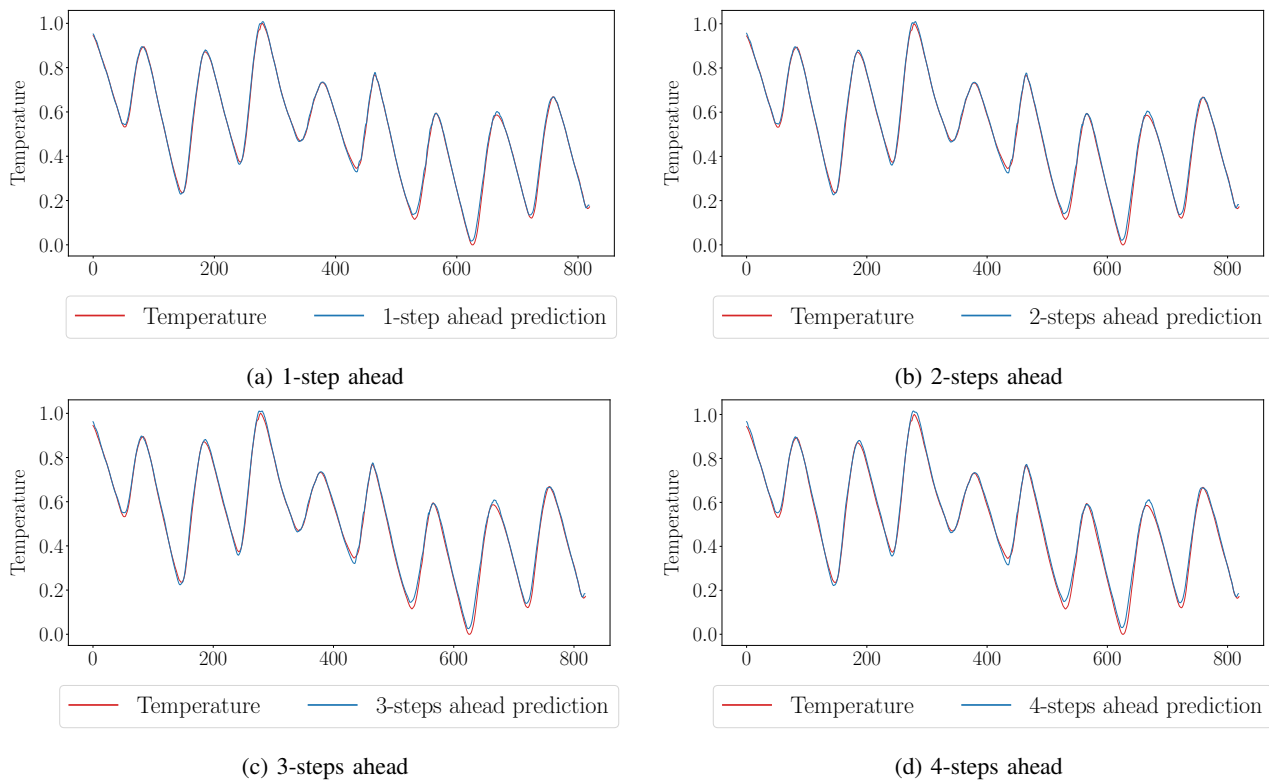 1.0
0.8
0.6
0.4
0.2
0.0
Temperature
0 200 400 600 800
Temperature 1-step ahead prediction
(a) 1-step ahead
1.0
0.8
0.6
0.4
0.2
0.0
Temperature
0 200 400 600 800
Temperature 2-steps ahead prediction
(b) 2-steps ahead
1.0
0.8
0.6
0.4
0.2
0.0
Temperature
0 200 400 600 800
Temperature 3-steps ahead prediction
(c) 3-steps ahead
1.0
0.8
0.6
0.4
0.2
0.0
Temperature
0 200 400 600 800
Temperature 4-steps ahead prediction
(d) 4-steps ahead